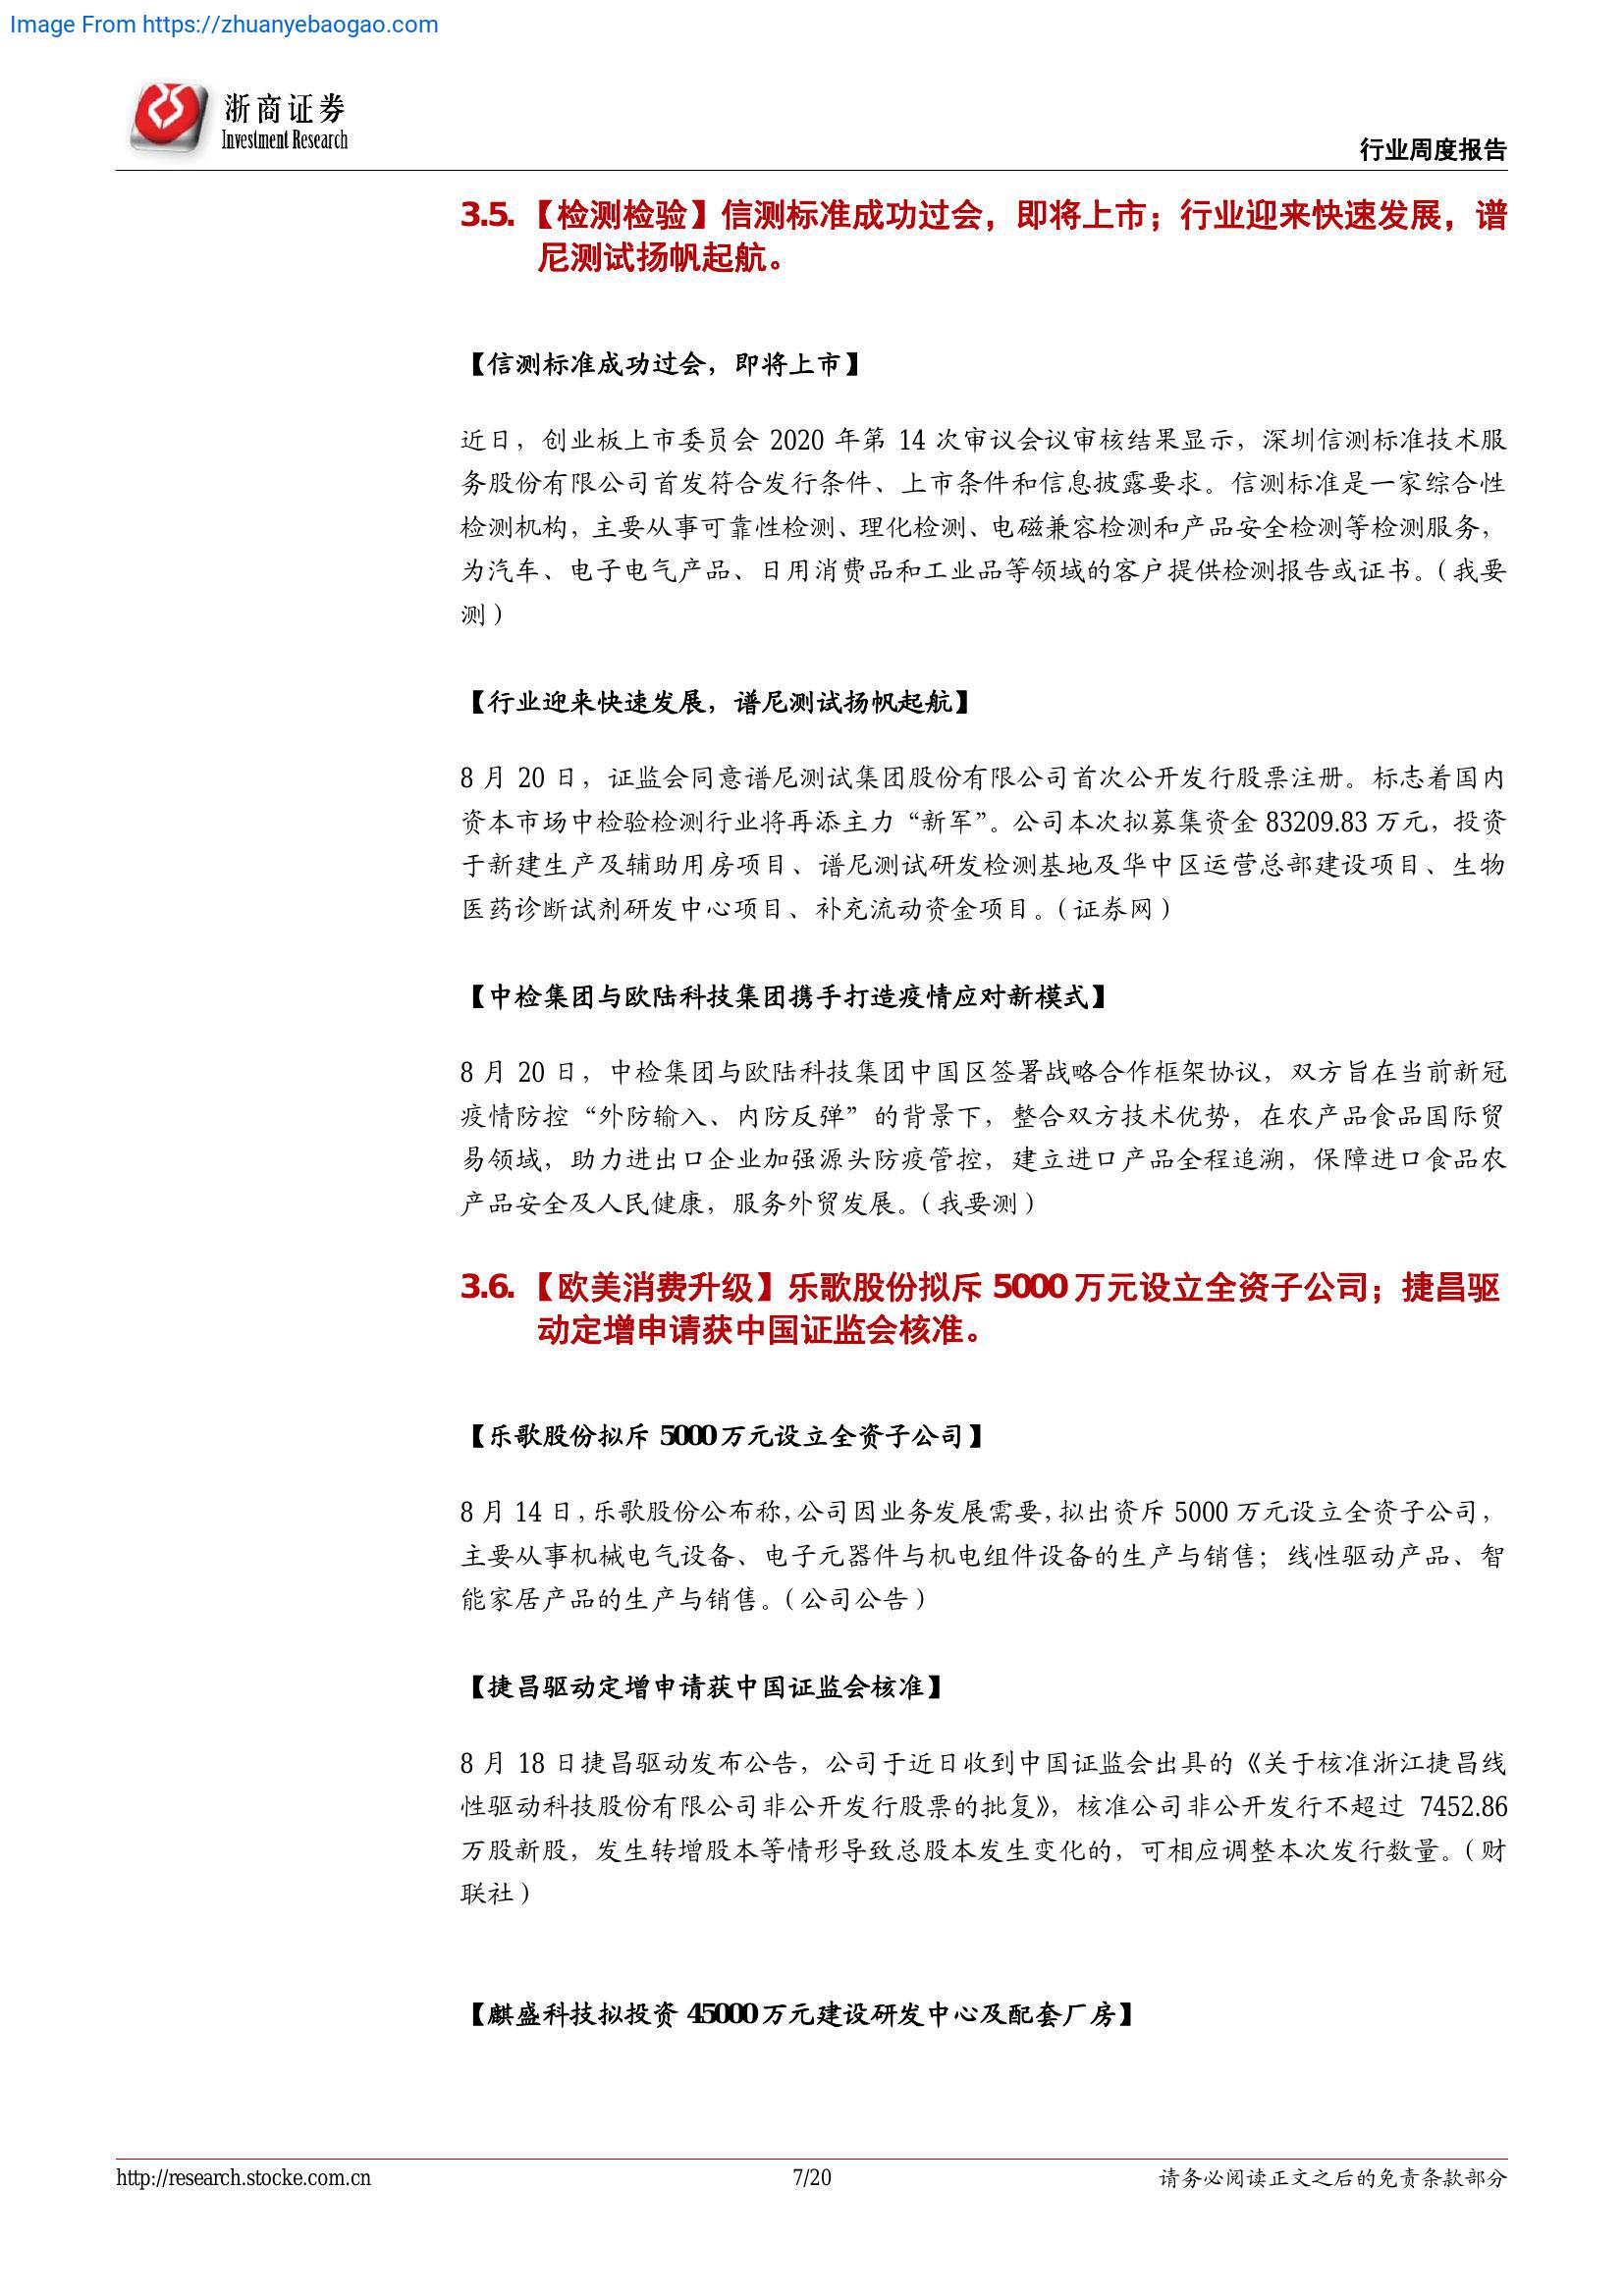 Image From https://zhuanyebaogao.com
浙商证券
Investment Research
行业周度报告
3.5. 【检测检验】信测标准成功过会，即将上市；行业迎来快速发展，谱
尼测试扬帆起航。
【信测标准成功过会，即将上市】
近日，创业板上市委员会 2020 年第 14 次审议会议审核结果显示，深圳信测标准技术服
务股份有限公司首发符合发行条件、上市条件和信息披露要求。信测标准是一家综合性
检测机构，主要从事可靠性检测、理化检测、电磁兼容检测和产品安全检测等检测服务，
为汽车、电子电气产品、日用消费品和工业品等领域的客户提供检测报告或证书。（我要
测）
【行业迎来快速发展，谱尼测试扬帆起航】
8 月 20 日，证监会同意谱尼测试集团股份有限公司首次公开发行股票注册。标志着国内
资本市场中检验检测行业将再添主力“新军”。公司本次拟募集资金 83209.83 万元，投资
于新建生产及辅助用房项目、谱尼测试研发检测基地及华中区运营总部建设项目、生物
医药诊断试剂研发中心项目、补充流动资金项目。（证券网）
【中检集团与欧陆科技集团携手打造疫情应对新模式】
8 月 20 日，中检集团与欧陆科技集团中国区签署战略合作框架协议，双方旨在当前新冠
疫情防控“外防输入、内防反弹”的背景下，整合双方技术优势，在农产品食品国际贸
易领域，助力进出口企业加强源头防疫管控，建立进口产品全程追溯，保障进口食品农
产品安全及人民健康，服务外贸发展。（我要测）
3.6. 【欧美消费升级】乐歌股份拟斥 5000 万元设立全资子公司；捷昌驱
动定增申请获中国证监会核准。
【乐歌股份拟斥 5000 万元设立全资子公司】
8 月 14 日，乐歌股份公布称，公司因业务发展需要，拟出资斥 5000 万元设立全资子公司，
主要从事机械电气设备、电子元器件与机电组件设备的生产与销售；线性驱动产品、智
能家居产品的生产与销售。（公司公告）
【捷昌驱动定增申请获中国证监会核准】
8 月 18 日捷昌驱动发布公告，公司于近日收到中国证监会出具的《关于核准浙江捷昌线
性驱动科技股份有限公司非公开发行股票的批复》，核准公司非公开发行不超过 7452.86
万股新股，发生转增股本等情形导致总股本发生变化的，可相应调整本次发行数量。（财
联社）
【麒盛科技拟投资 45000 万元建设研发中心及配套厂房】
http://research.stocke.com.cn
7/20
请务必阅读正文之后的免责条款部分